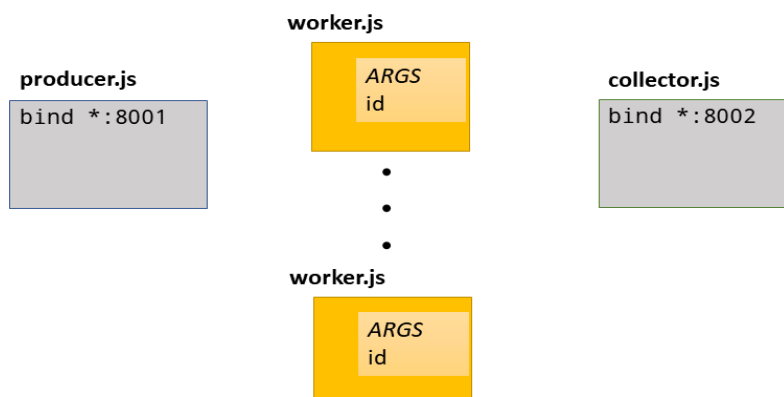 worker.js
ARGS
id
producer.js
bind *:8001
collector.js
bind *:8002
worker.js
ARGS
id